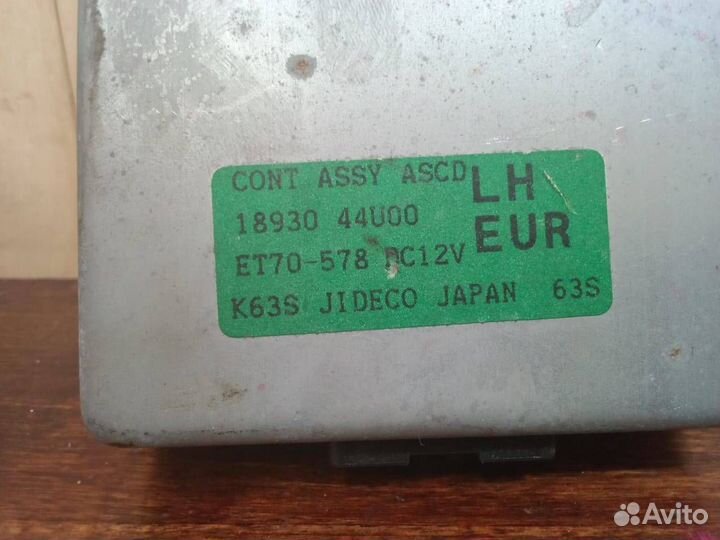 CONT ASSY ASCD LH
18930 44U00 EUR
ET70-578 DC12V
K63S JIDECO JAPAN 63S
Avito